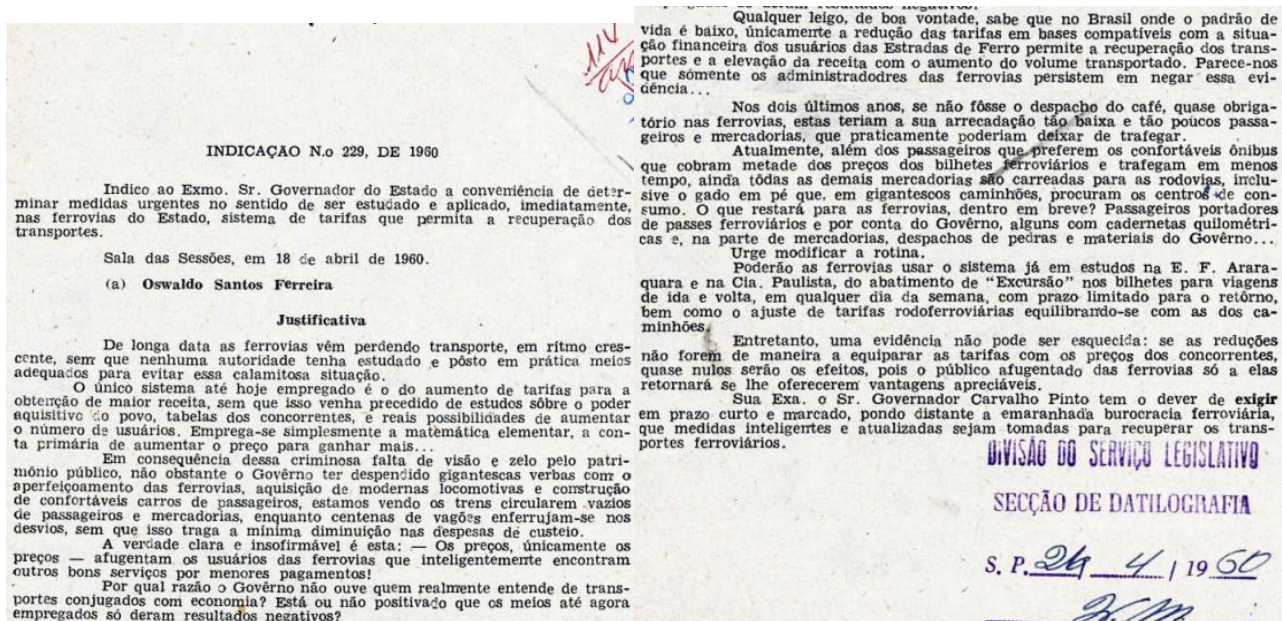 INDICAÇÃO N.o 229, DE 1960
Indico ao Exmo. Sr. Governador do Estado a conveniência de deter-
minar medidas urgentes no sentido de ser estudado e aplicado, imediatamente,
nas ferrovias do Estado, sistema de tarifas que permita a recuperação dos
transportes.
Sala das Sessões, em 18 de abril de 1960.
(a) Oswaldo Santos Ferreira
Justificativa
De longa data as ferrovias vêm perdendo transporte, em ritmo cres-
cente, sem que nenhuma autoridade tenha estudado e pôsto em prática meios
adequados para evitar essa calamitosa situação.
O único sistema até hoje empregado é o do aumento de tarifas para a
obtenção de maior receita, sem que isso venha precedido de estudos sôbre o poder
aquisitivo do povo, tabelas dos concorrentes, e reais possibilidades de aumentar
o número de usuários. Emprega-se simplesmente a matemática elementar, a con-
ta primária de aumentar o preço para ganhar mais...
Em consequência dessa criminosa falta de visão e zelo pelo patri-
mônio público, não obstante o Govêrno ter despendido gigantescas verbas com o
aperfeiçoamento das ferrovias, aquisição de modernas locomotivas e construção
de confortáveis carros de passageiros, estamos vendo os trens circularem vazios
de passageiros e mercadorias, enquanto centenas de vagões enferrujam-se nos
desvios, sem que isso traga a mínima diminuição nas despesas de custeio.
A verdade clara e insofirmável é esta: — Os preços, únicamente os
preços — afugentam os usuários das ferrovias que inteligentemente encontram
outros bons serviços por menores pagamentos!
Por qual razão o Govêrno não ouve quem realmente entende de trans-
portes conjugados com economia? Está ou não positivado que os meios até agora
empregados só deram resultados negativos?
Qualquer leigo, de boa vontade, sabe que no Brasil onde o padrão de
vida é baixo, únicamente a redução das tarifas em bases compatíveis com a situa-
ção financeira dos usuários das Estradas de Ferro permite a recuperação dos trans-
portes e a elevação da receita com o aumento do volume transportado. Parece-nos
que sómente os administradodres das ferrovias persistem em negar essa evi-
dência...
Nos dois últimos anos, se não fôsse o despacho do café, quase obriga-
tório nas ferrovias, estas teriam a sua arrecadação tão baixa e tão poucos passa-
geiros e mercadorias, que praticamente poderiam deixar de trafegar.
Atualmente, além dos passageiros que preferem os confortáveis ônibus
que cobram metade dos preços dos bilhetes ferroviários e trafegam em menos
tempo, ainda tôdas as demais mercadorias são carreadas para as rodovias, inclu-
sive o gado em pé que, em gigantescos caminhões, procuram os centros de con-
sumo. O que restará para as ferrovias, dentro em breve? Passageiros portadores
de passes ferroviários e por conta do Govêrno, alguns com cadernetas quilométri-
cas e, na parte de mercadorias, despachos de pedras e materiais do Govêrno...
Urge modificar a rotina.
Poderão as ferrovias usar o sistema já em estudos na E. F. Arara-
quara e na Cia. Paulista, do abatimento de "Excursão" nos bilhetes para viagens
de ida e volta, em qualquer dia da semana, com prazo limitado para o retôrno,
bem como o ajuste de tarifas rodoferroviárias equilibrando-se com as dos ca-
minhões.
Entretanto, uma evidência não pode ser esquecida: se as reduções
não forem de maneira a equiparar as tarifas com os preços dos concorrentes,
quase nulos serão os efeitos, pois o público afugentado das ferrovias só a elas
retornará se lhe oferecerem vantagens apreciáveis.
Sua Exa. o Sr. Governador Carvalho Pinto tem o dever de exigir
em prazo curto e marcado, pondo distante a emaranhada burocracia ferroviária,
que medidas inteligentes e atualizadas sejam tomadas para recuperar os trans-
portes ferroviários.
DIVISÃO DO SERVIÇO LEGISLATIVO
SECÇÃO DE DATILOGRAFIA
S. P. 26 4 / 19 60